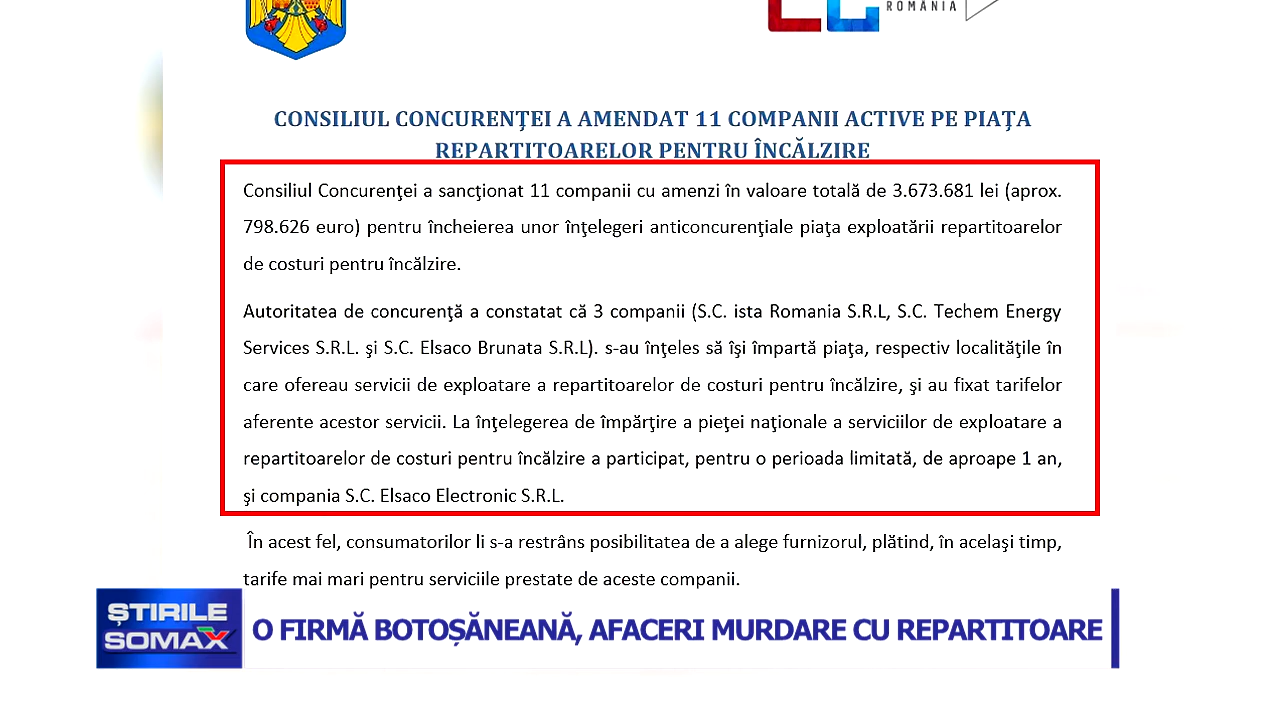 ROMÂNIA
CONSILIUL CONCURENŢEI A AMENDAT 11 COMPANII ACTIVE PE PIAŢA
REPARTITOARELOR PENTRU ÎNCĂLZIRE
Consiliul Concurenţei a sancţionat 11 companii cu amenzi în valoare totală de 3.673.681 lei (aprox.
798.626 euro) pentru încheierea unor înţelegeri anticoncurenţiale piaţa exploatării repartitoarelor
de costuri pentru încălzire.
Autoritatea de concurenţă a constatat că 3 companii (S.C. ista Romania S.R.L, S.C. Techem Energy
Services S.R.L. şi S.C. Elsaco Brunata S.R.L). s-au înţeles să îşi împartă piaţa, respectiv localităţile în
care ofereau servicii de exploatare a repartitoarelor de costuri pentru încălzire, şi au fixat tarifelor
aferente acestor servicii. La înţelegerea de împărţire a pieţei naţionale a serviciilor de exploatare a
repartitoarelor de costuri pentru încălzire a participat, pentru o perioada limitată, de aproape 1 an,
şi compania S.C. Elsaco Electronic S.R.L.
În acest fel, consumatorilor li s-a restrâns posibilitatea de a alege furnizorul, plătind, în acelaşi timp,
tarife mai mari pentru serviciile prestate de aceste companii.
ŞTIRILE
SOMAX
O FIRMĂ BOTOȘĂNEANĂ, AFACERI MURDARE CU REPARTITOARE